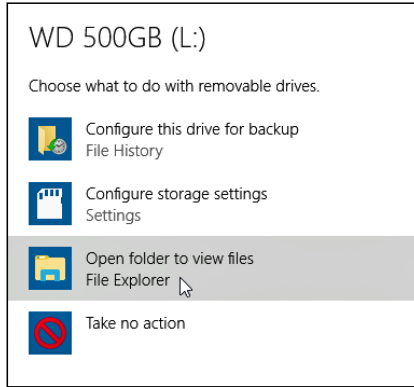 WD 500GB (L:)
Choose what to do with removable drives.
Configure this drive for backup
File History
Configure storage settings
Settings
Open folder to view files
File Explorer
Take no action